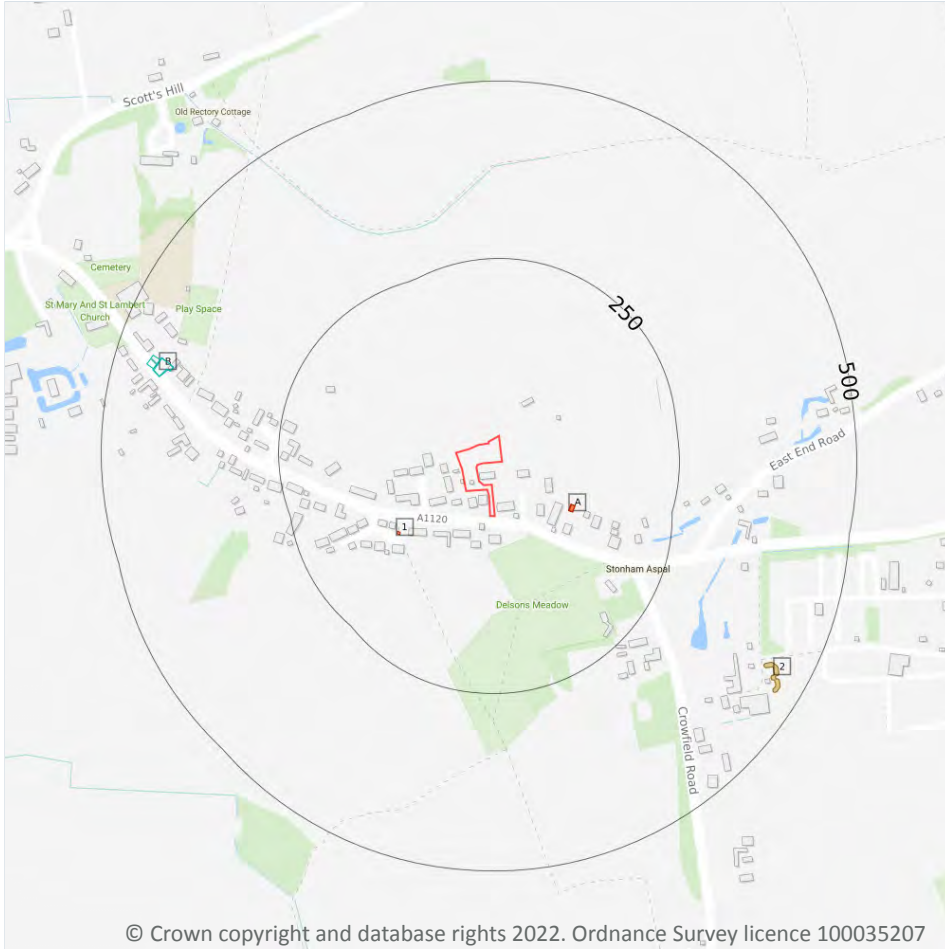 Scott's Hill
Old Rectory Cottage
Cemetery
St Mary And St Lambert
Church
Play Space
250
500
B
East End Road
A
A1120
1
Stonham Aspal
Delsons Meadow
2
Crowfield Road
© Crown copyright and database rights 2022. Ordnance Survey licence 100035207